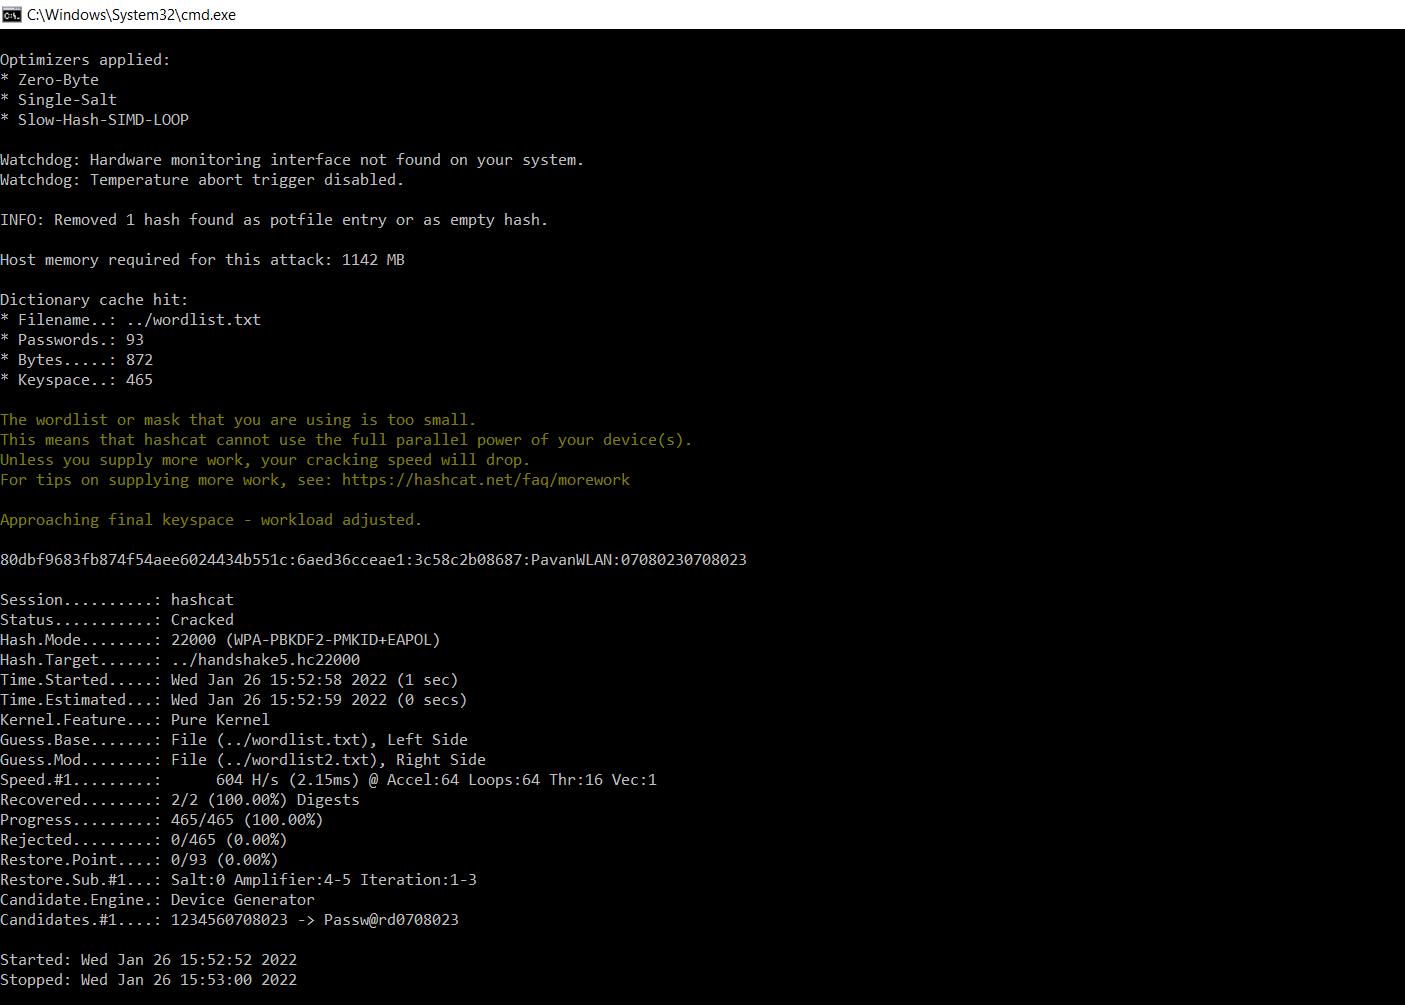 C:\Windows\System32\cmd.exe
Optimizers applied:
* Zero-Byte
* Single-Salt
* Slow-Hash-SIMD-LOOP
Watchdog: Hardware monitoring interface not found on your system.
Watchdog: Temperature abort trigger disabled.
INFO: Removed 1 hash found as potfile entry or as empty hash.
Host memory required for this attack: 1142 MB
Dictionary cache hit:
* Filename..: ../wordlist.txt
* Passwords.: 93
* Bytes.....: 872
* Keyspace..: 465
The wordlist or mask that you are using is too small.
This means that hashcat cannot use the full parallel power of your device(s).
Unless you supply more work, your cracking speed will drop.
For tips on supplying more work, see: https://hashcat.net/faq/morework
Approaching final keyspace - workload adjusted.
80dbf9683fb874f54aee6024434b551c:6aed36cceae1:3c58c2b08687:PavanWLAN:07080230708023
Session..........: hashcat
Status...........: Cracked
Hash.Mode........: 22000 (WPA-PBKDF2-PMKID+EAPOL)
Hash.Target......: ../handshake5.hc22000
Time.Started.....: Wed Jan 26 15:52:58 2022 (1 sec)
Time.Estimated...: Wed Jan 26 15:52:59 2022 (0 secs)
Kernel.Feature...: Pure Kernel
Guess.Base.......: File (../wordlist.txt), Left Side
Guess.Mod........: File (../wordlist2.txt), Right Side
Speed.#1.........:      604 H/s (2.15ms) @ Accel:64 Loops:64 Thr:16 Vec:1
Recovered........: 2/2 (100.00%) Digests
Progress.........: 465/465 (100.00%)
Rejected.........: 0/465 (0.00%)
Restore.Point....: 0/93 (0.00%)
Restore.Sub.#1...: Salt:0 Amplifier:4-5 Iteration:1-3
Candidate.Engine.: Device Generator
Candidates.#1....: 1234560708023 -> Passw@rd0708023
Started: Wed Jan 26 15:52:52 2022
Stopped: Wed Jan 26 15:53:00 2022